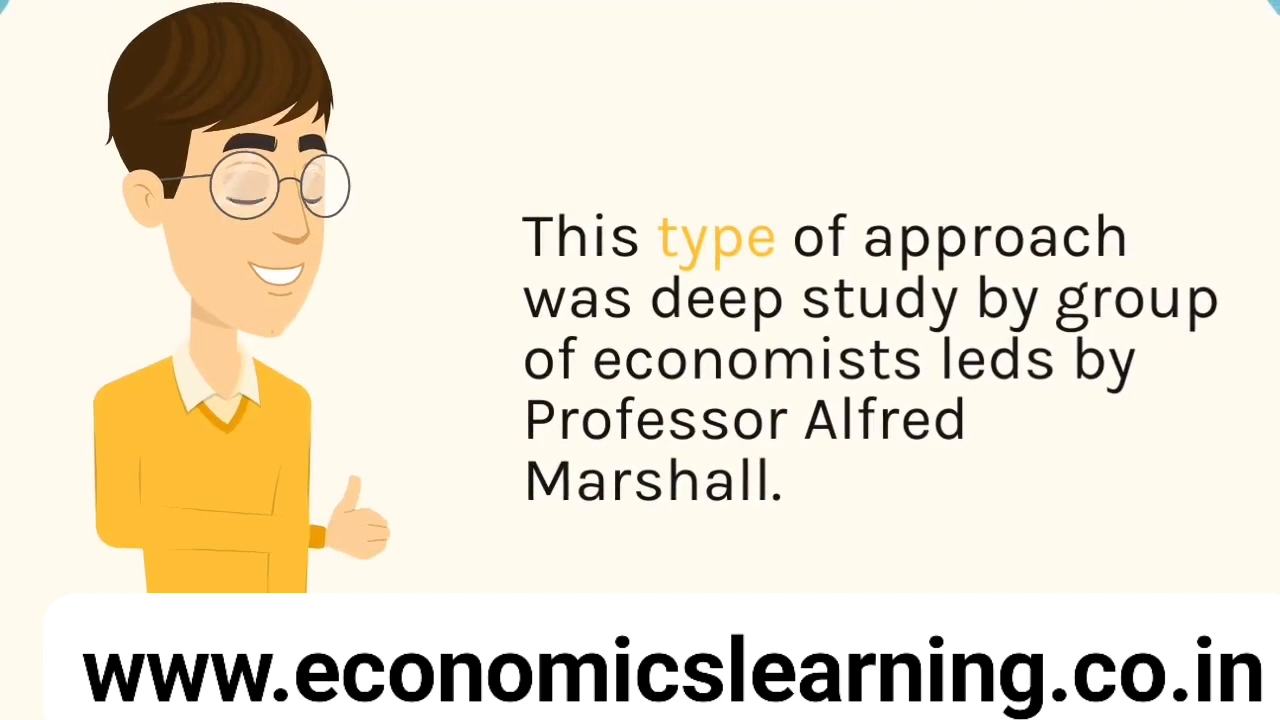 This type of approach
was deep study by group
of economists leds by
Professor Alfred
Marshall.
www.economicslearning.co.in